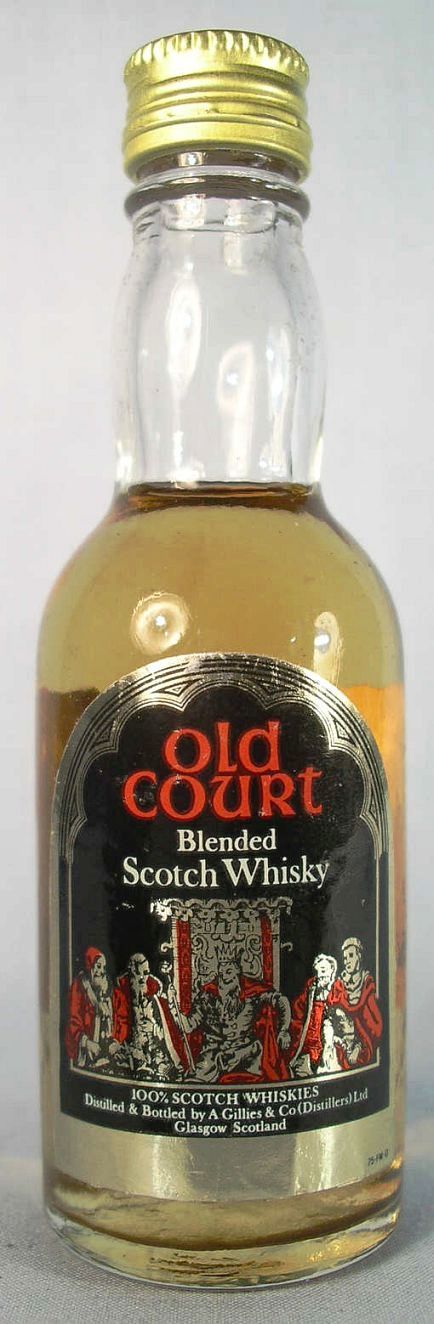 Old
Court
Blended
Scotch Whisky
100% SCOTCH WHISKIES
Distilled & Bottled by A Gillies & Co (Distillers) Ltd
Glasgow Scotland